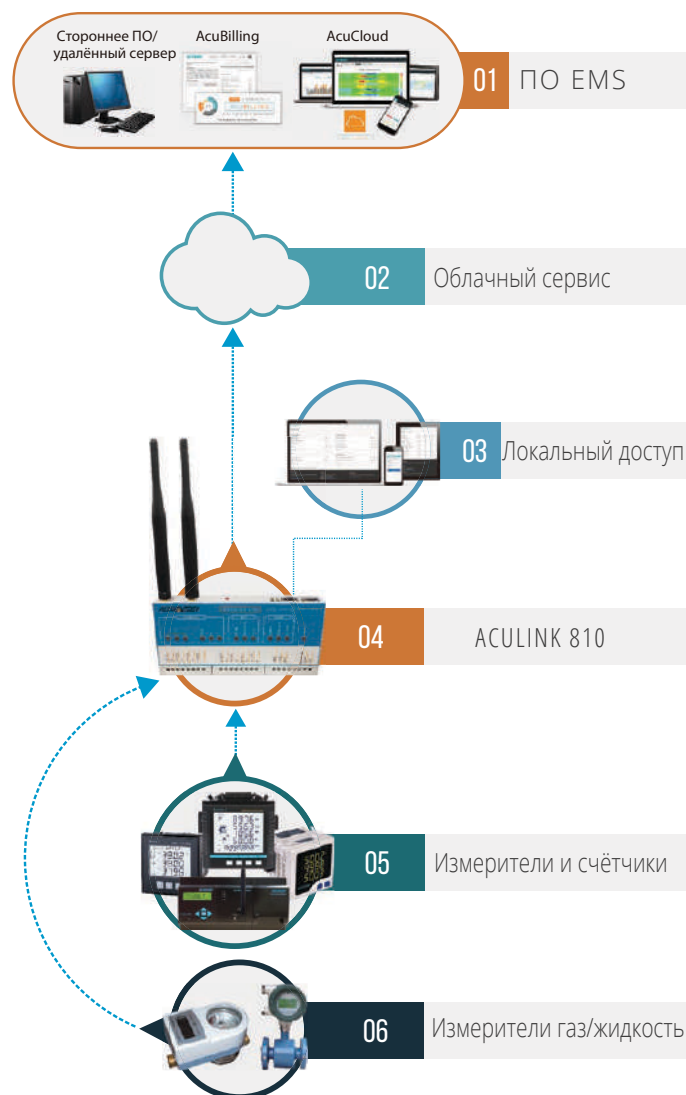 Стороннее ПО/
удалённый сервер
AcuBilling
AcuCloud
01 ПО EMS
02 Облачный сервис
03 Локальный доступ
04 ACULINK 810
05 Измерители и счётчики
06 Измерители газ/жидкость